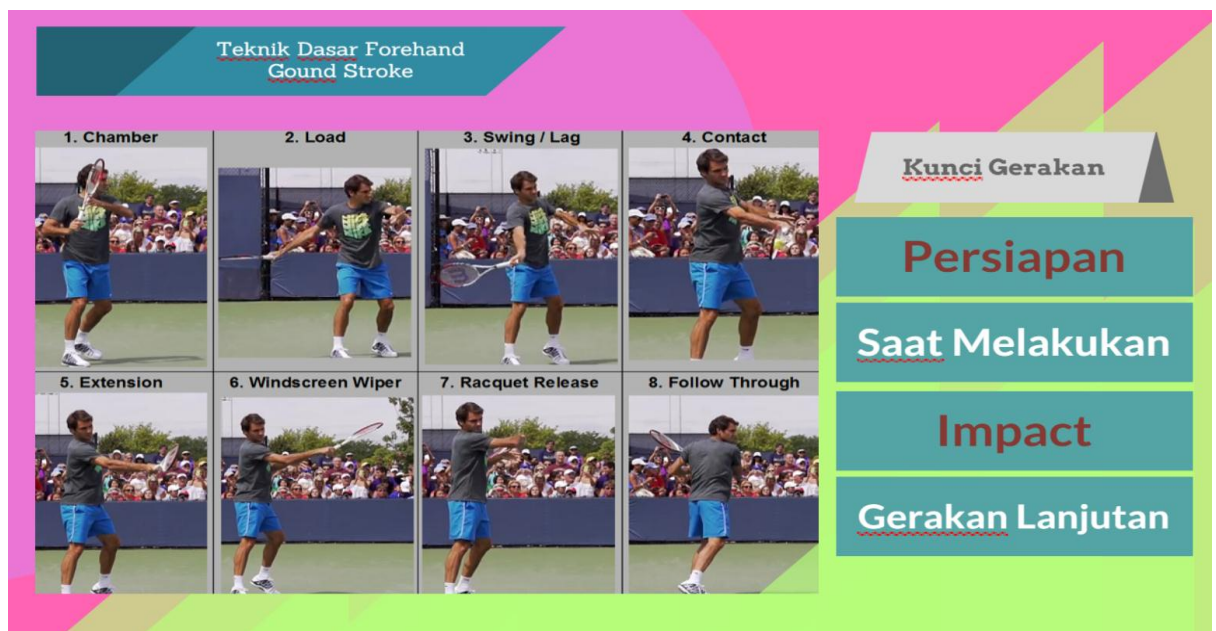 Teknik Dasar Forehand
Gound Stroke
1. Chamber
2. Load
3. Swing / Lag
4. Contact
5. Extension
6. Windscreen Wiper
7. Racquet Release
8. Follow Through
Kunci Gerakan
Persiapan
Saat Melakukan
Impact
Gerakan Lanjutan